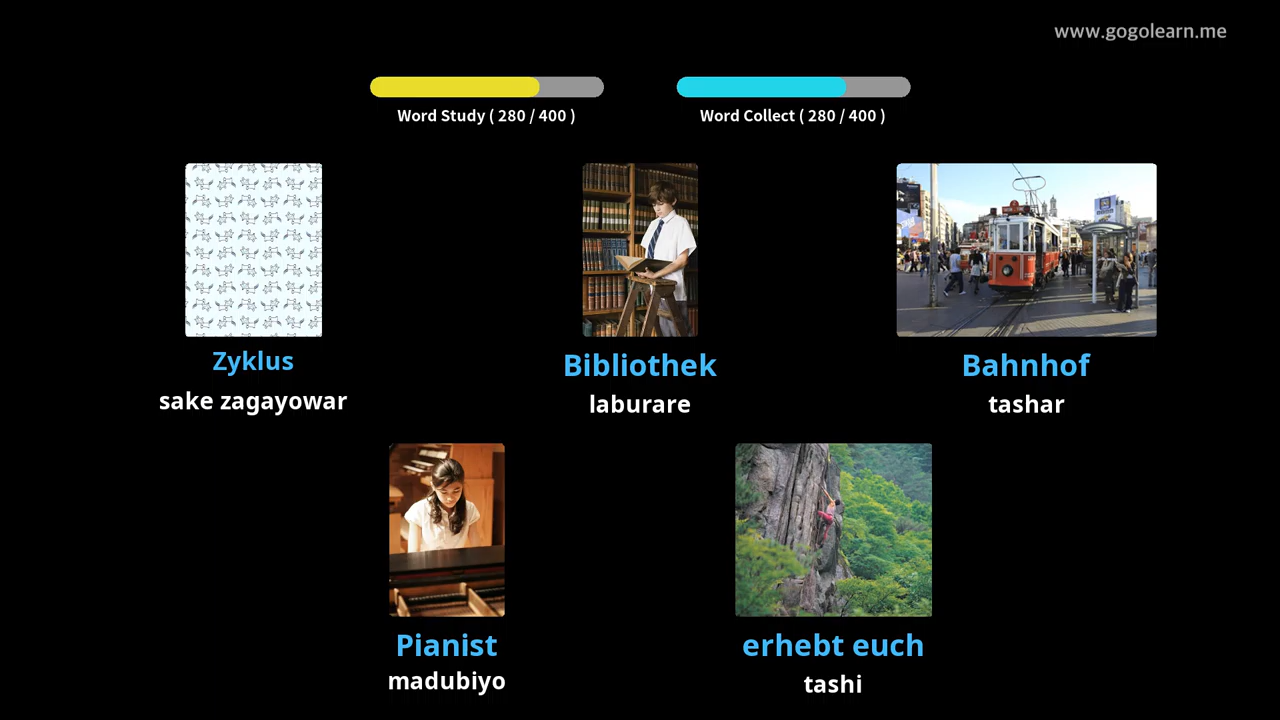 www.gogolearn.me
Word Study ( 280 / 400 )
Word Collect ( 280 / 400 )
Zyklus
sake zagayowar
Bibliothek
laburare
Bahnhof
tashar
Pianist
madubiyo
erhebt euch
tashi